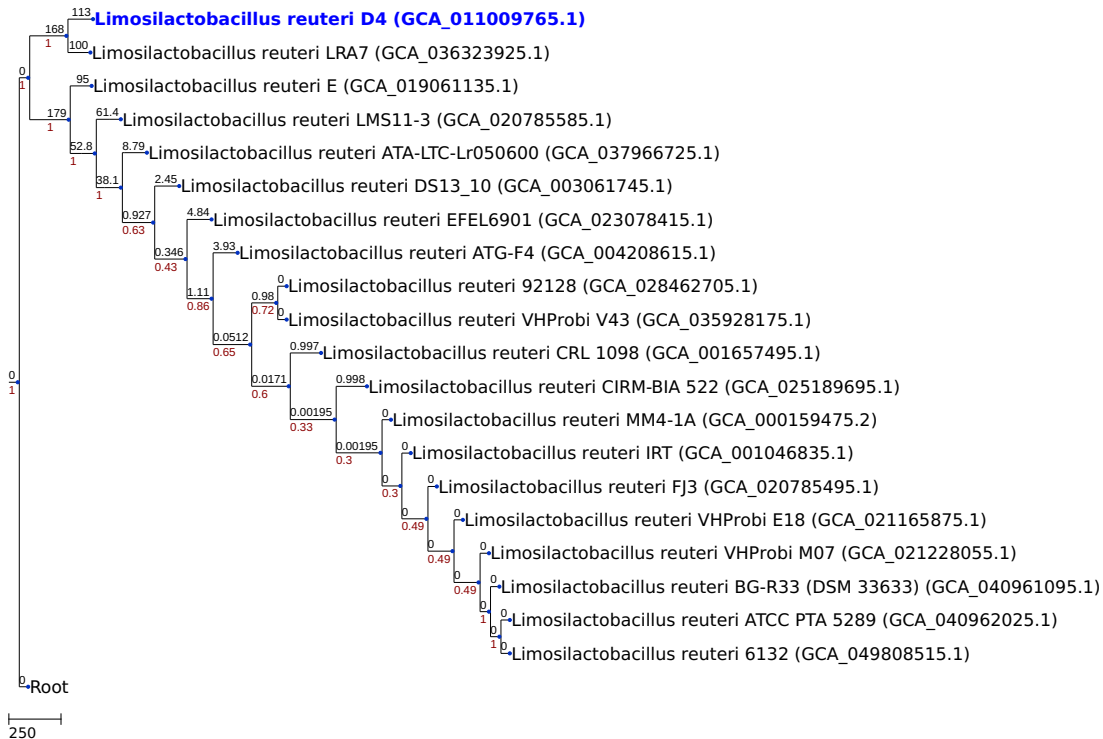 113
Limosilactobacillus reuteri D4 (GCA_011009765.1)
168
1
100
Limosilactobacillus reuteri LRA7 (GCA_036323925.1)
0
1
95
Limosilactobacillus reuteri E (GCA_019061135.1)
179
1
61.4
Limosilactobacillus reuteri LMS11-3 (GCA_020785585.1)
52.8
1
8.79
Limosilactobacillus reuteri ATA-LTC-Lr050600 (GCA_037966725.1)
38.1
1
2.45
Limosilactobacillus reuteri DS13_10 (GCA_003061745.1)
0.927
0.63
4.84
Limosilactobacillus reuteri EFEL6901 (GCA_023078415.1)
0.346
0.43
3.93
Limosilactobacillus reuteri ATG-F4 (GCA_004208615.1)
1.11
0.86
0
Limosilactobacillus reuteri 92128 (GCA_028462705.1)
0.98
0.72
0
Limosilactobacillus reuteri VHProbi V43 (GCA_035928175.1)
0.0512
0.65
0.997
Limosilactobacillus reuteri CRL 1098 (GCA_001657495.1)
0.0171
0.6
0.998
Limosilactobacillus reuteri CIRM-BIA 522 (GCA_025189695.1)
0
1
0.00195
0.33
0
Limosilactobacillus reuteri MM4-1A (GCA_000159475.2)
0.00195
0.3
0
Limosilactobacillus reuteri IRT (GCA_001046835.1)
0
0.3
0
Limosilactobacillus reuteri FJ3 (GCA_020785495.1)
0
0.49
0
Limosilactobacillus reuteri VHProbi E18 (GCA_021165875.1)
0
0.49
0
Limosilactobacillus reuteri VHProbi M07 (GCA_021228055.1)
0
0.49
0
Limosilactobacillus reuteri BG-R33 (DSM 33633) (GCA_040961095.1)
0
1
0
Limosilactobacillus reuteri ATCC PTA 5289 (GCA_040962025.1)
0
1
0
Limosilactobacillus reuteri 6132 (GCA_049808515.1)
0
Root
250